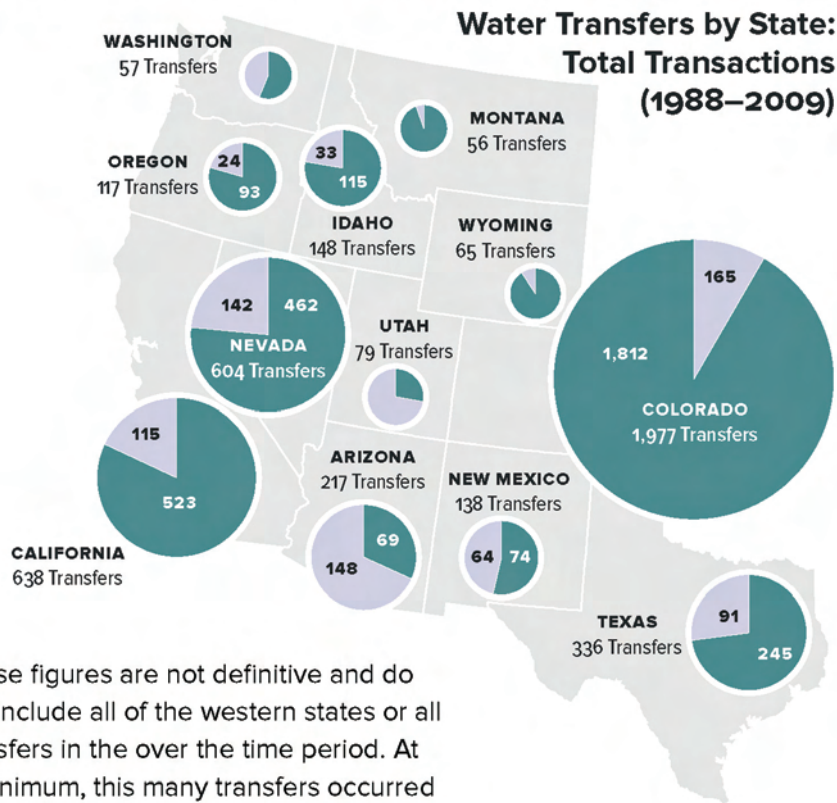 Water Transfers by State:
Total Transactions
(1988–2009)
WASHINGTON
57 Transfers
MONTANA
56 Transfers
OREGON
117 Transfers
24
93
33
115
IDAHO
148 Transfers
WYOMING
65 Transfers
165
1,812
COLORADO
1,977 Transfers
142
462
NEVADA
604 Transfers
UTAH
79 Transfers
115
523
CALIFORNIA
638 Transfers
ARIZONA
217 Transfers
69
148
NEW MEXICO
138 Transfers
64
74
TEXAS
336 Transfers
91
245
se figures are not definitive and do
include all of the western states or all
sfers in the over the time period. At
nimum, this many transfers occurred